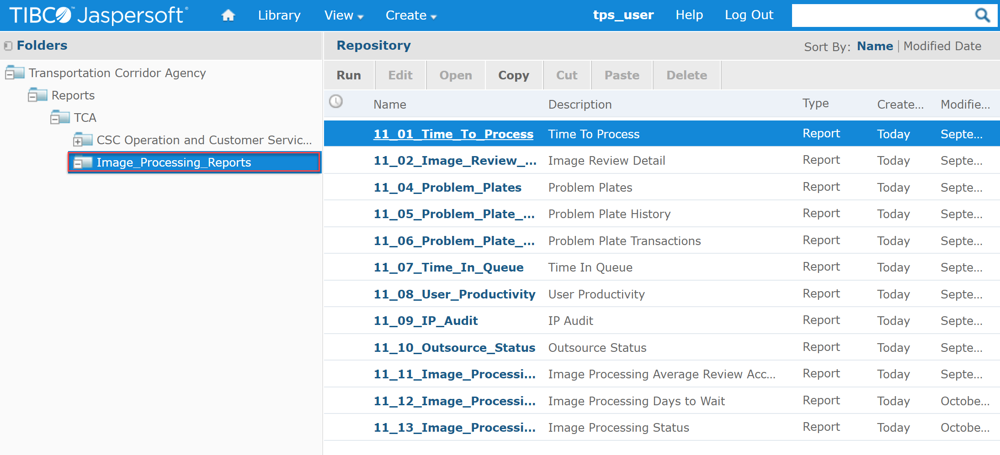 TIBCO™ Jaspersoft® Library View Create tps_user Help Log Out
Folders
Transportation Corridor Agency
Reports
TCA
CSC Operation and Customer Servic...
Image_Processing_Reports
Repository Sort By: Name | Modified Date
Run Edit Open Copy Cut Paste Delete
Name Description Type Create... Modifie...
11_01_Time_To_Process Time To Process Report Today Septe...
11_02_Image_Review_... Image Review Detail Report Today Septe...
11_04_Problem_Plates Problem Plates Report Today Septe...
11_05_Problem_Plate_... Problem Plate History Report Today Septe...
11_06_Problem_Plate_... Problem Plate Transactions Report Today Septe...
11_07_Time_In_Queue Time In Queue Report Today Septe...
11_08_User_Productivity User Productivity Report Today Septe...
11_09_IP_Audit IP Audit Report Today Septe...
11_10_Outsource_Status Outsource Status Report Today Septe...
11_11_Image_Processi... Image Processing Average Review Acc... Report Today Septe...
11_12_Image_Processi... Image Processing Days to Wait Report Today Octobe...
11_13_Image_Processi... Image Processing Status Report Today Octobe...